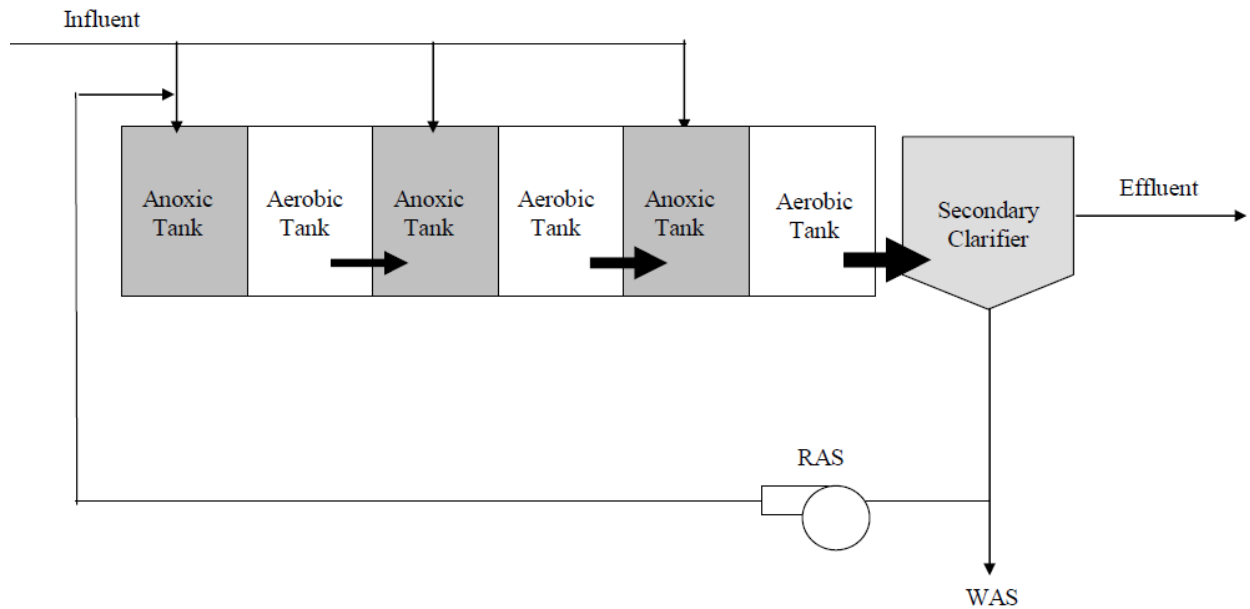 Influent
Anoxic
Tank
Aerobic
Tank
Anoxic
Tank
Aerobic
Tank
Anoxic
Tank
Aerobic
Tank
Secondary
Clarifier
Effluent
RAS
WAS